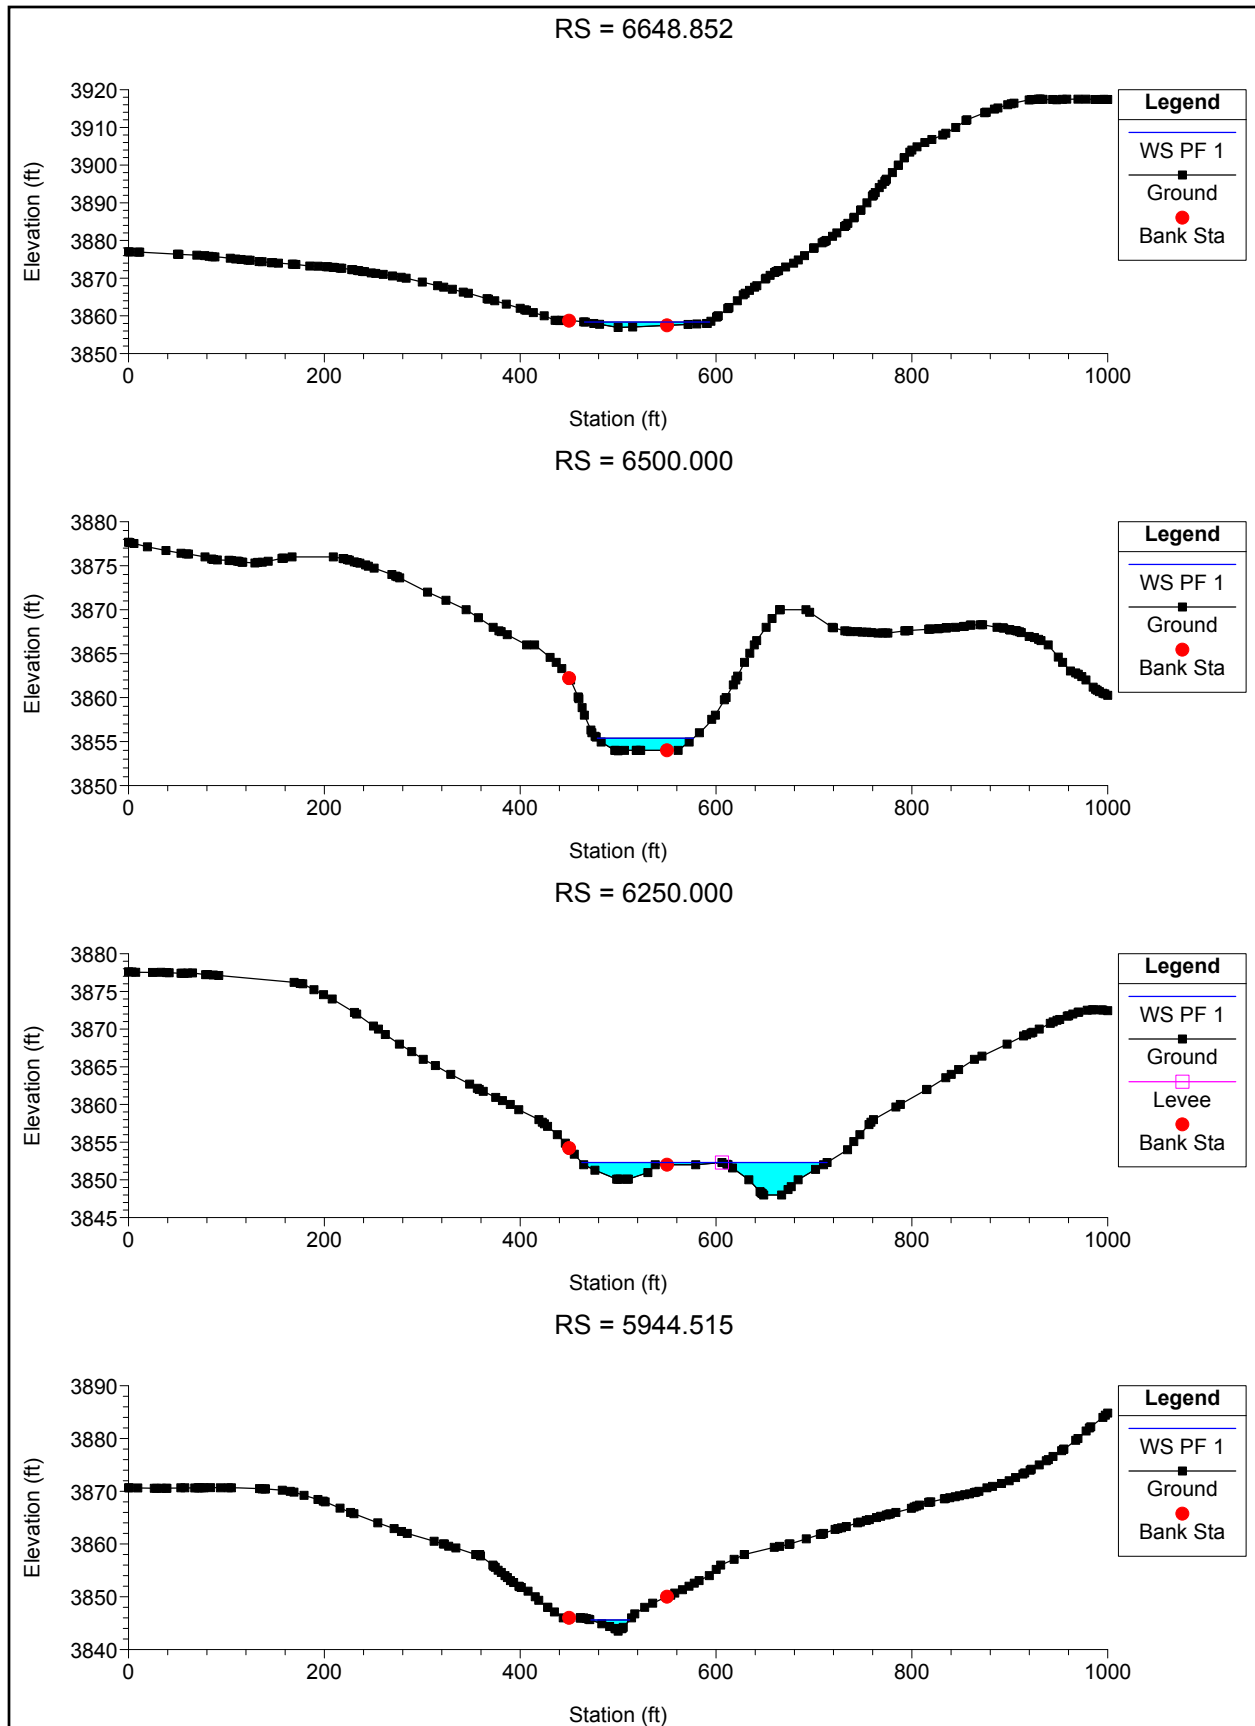 RS = 6648.852
Elevation (ft)
3920
3910
3900
3890
3880
3870
3860
3850
0 200 400 600 800 1000
Station (ft)
Legend
WS PF 1
Ground
Bank Sta
RS = 6500.000
Elevation (ft)
3880
3875
3870
3865
3860
3855
3850
0 200 400 600 800 1000
Station (ft)
Legend
WS PF 1
Ground
Bank Sta
RS = 6250.000
Elevation (ft)
3880
3875
3870
3865
3860
3855
3850
3845
0 200 400 600 800 1000
Station (ft)
Legend
WS PF 1
Ground
Levee
Bank Sta
RS = 5944.515
Elevation (ft)
3890
3880
3870
3860
3850
3840
0 200 400 600 800 1000
Station (ft)
Legend
WS PF 1
Ground
Bank Sta